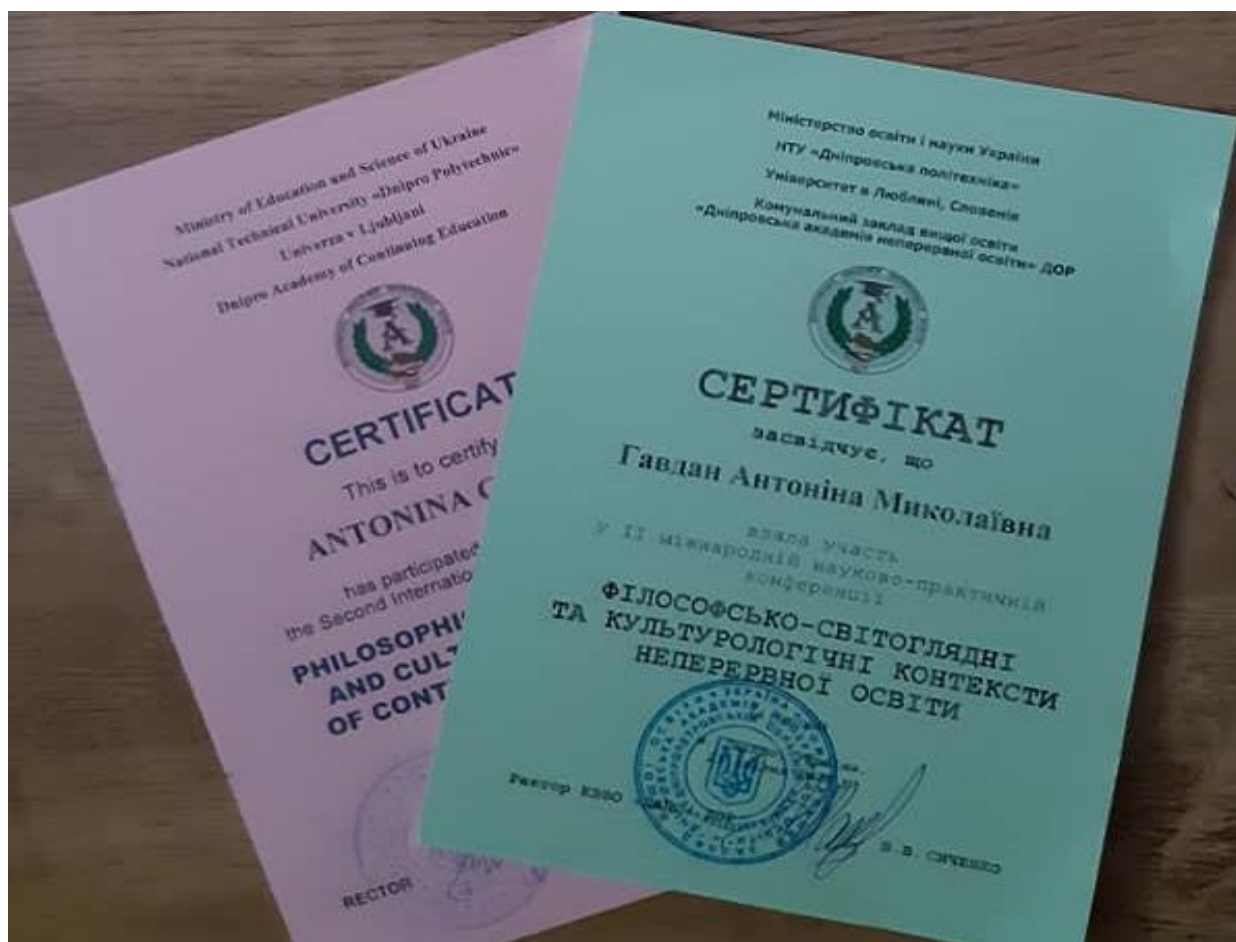 Ministry of Education and Science of Ukraine
National Technical University «Dnipro Polytechnic»
Univerza v Ljubljani
Dnipro Academy of Continuing Education
A
CERTIFICAT
This is to certify
ANTONINA
has participated
the Second Internatio
PHILOSOPHI
AND CULT
OF CONT
RECTOR
Міністерство освіти і науки України
НТУ «Дніпровська політехніка»
Університет в Любляні, Словенія
Комунальний заклад вищої освіти
«Дніпровська академія неперервної освіти» ДОР
А
СЕРТИФІКАТ
засвідчує, що
Гавдан Антоніна Миколаївна
взяла участь
у II міжнародній науково-практичній
конференції
ФІЛОСОФСЬКО-СВІТОГЛЯДНІ
ТА КУЛЬТУРОЛОГІЧНІ КОНТЕКСТИ
НЕПЕРЕРВНОЇ ОСВІТИ
Ректор КЗВО
В.В. СИЧЕНКО